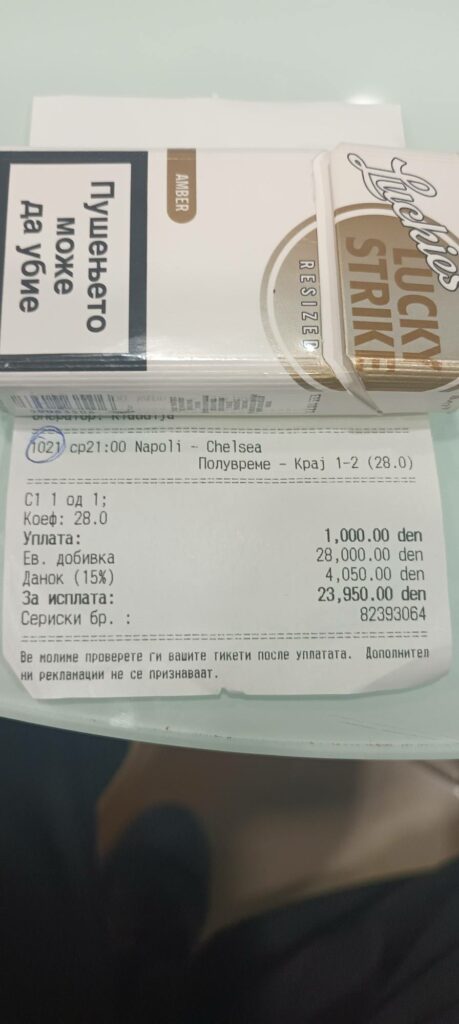 Пушењето
може
да убие
AMBER
Luckies
LUCKY
STRIKE
RESIZED
оператор: Klaudija
1021 ср21:00 Napoli - Chelsea
Полувреме - Крај 1-2 (28.0)
С1 1 од 1;
Коеф: 28.0
Уплата: 1,000.00 den
Ев. добивка 28,000.00 den
Данок (15%) 4,050.00 den
За исплата: 23,950.00 den
Сериски бр. : 82393064
Ве молиме проверете ги вашите тикети после уплатата. Дополнител
ни рекламации не се признаваат.